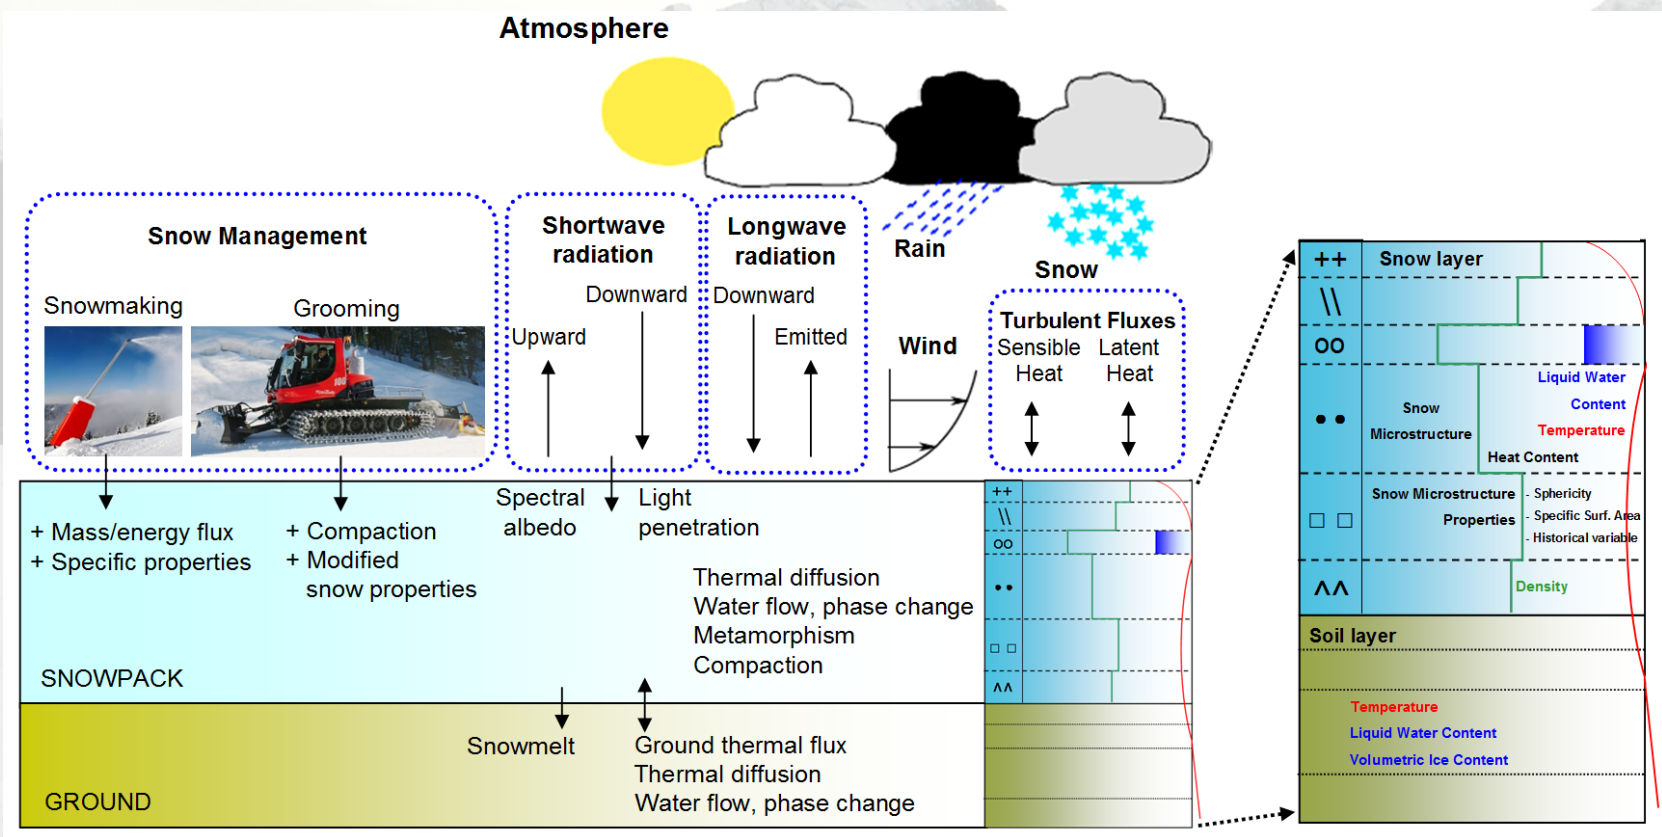 Atmosphere
Snow Management
Snowmaking
Grooming
Shortwave
radiation
Downward
Upward
Longwave
radiation
Downward
Emitted
Rain
Snow
Wind
Turbulent Fluxes
Sensible
Heat
Latent
Heat
+ Mass/energy flux
+ Specific properties
+ Compaction
+ Modified
snow properties
Spectral
albedo
Light
penetration
Thermal diffusion
Water flow, phase change
Metamorphism
Compaction
SNOWPACK
Snowmelt
Ground thermal flux
Thermal diffusion
Water flow, phase change
GROUND
++
\\
oo
••
□ □
^^
++
Snow layer
\\
oo
Liquid Water
Content
Temperature
••
Snow
Microstructure
Heat Content
□ □
Snow Microstructure
Properties
- Sphericity
- Specific Surf. Area
- Historical variable
^^
Density
Soil layer
Temperature
Liquid Water Content
Volumetric Ice Content